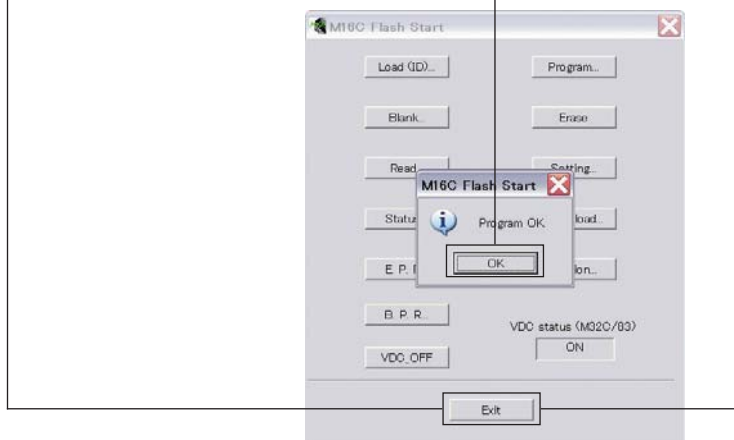 M16C Flash Start
Load (ID)... Program...
Blank... Erase
Read... Setting...
M16C Flash Start
Program OK
OK
E. P. R
B. P. R...
VDC status (M32C/83)
ON
VDC_OFF
Exit